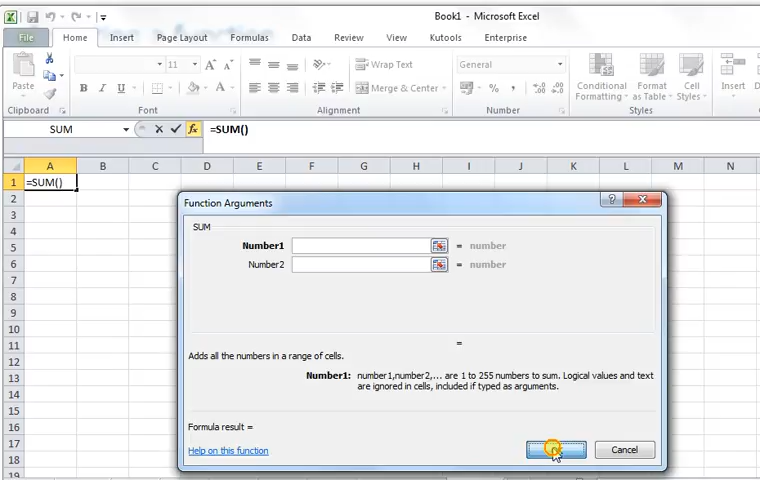 Book1 - Microsoft Excel
File Home Insert Page Layout Formulas Data Review View Kutools Enterprise
Paste
11
A A
Wrap Text
General
B I U
Merge & Center
$ % ,
Conditional Formatting
Format as Table
Cell Styles
Insert
Clipboard Font Alignment Number Styles
SUM fx =SUM()
A B C D E F G H I J K L M N
1 =SUM()
2
3
4
5
6
7
8
9
10
11
12
13
14
15
16
17
18
Function Arguments
SUM
Number1 = number
Number2 = number
=
Adds all the numbers in a range of cells.
Number1: number1,number2,... are 1 to 255 numbers to sum. Logical values and text
are ignored in cells, included if typed as arguments.
Formula result =
Help on this function
Cancel